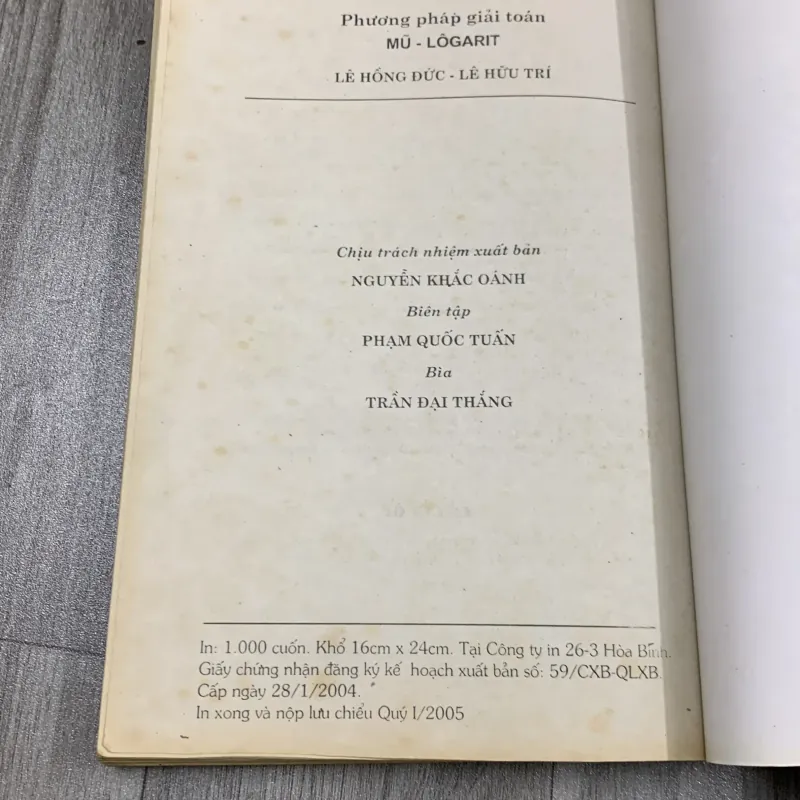 Phương pháp giải toán
MŨ - LÔGARIT
LÊ HỒNG ĐỨC - LÊ HỮU TRÍ
Chịu trách nhiệm xuất bản
NGUYỄN KHẮC OÁNH
Biên tập
PHẠM QUỐC TUẤN
Bìa
TRẦN ĐẠI THẮNG
In: 1.000 cuốn. Khổ 16cm x 24cm. Tại Công ty in 26-3 Hòa Bình.
Giấy chứng nhận đăng ký kế hoạch xuất bản số: 59/CXB-QLXB.
Cấp ngày 28/1/2004.
In xong và nộp lưu chiểu Quý I/2005